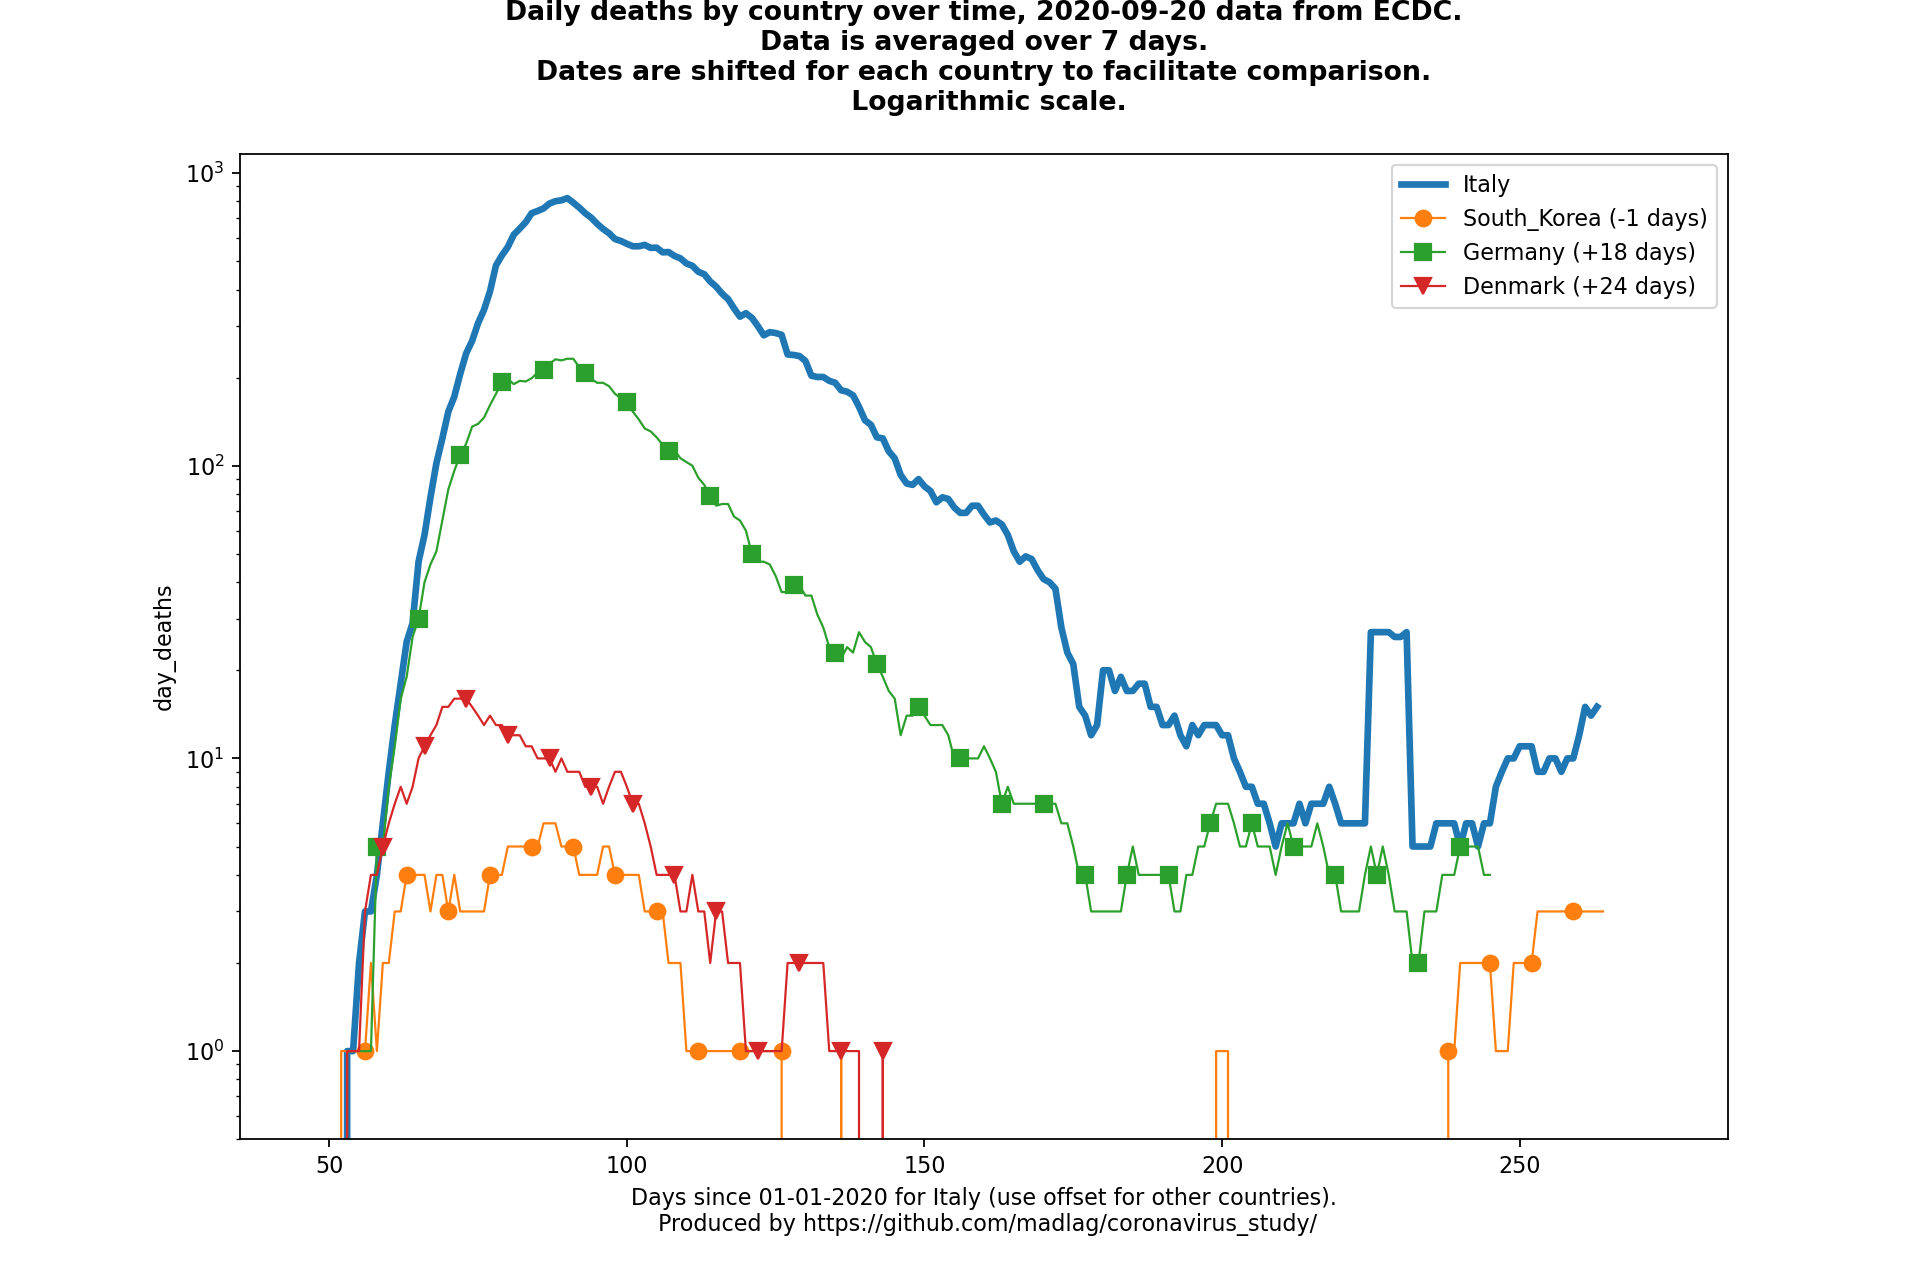 Daily deaths by country over time, 2020-09-20 data from ECDC.
Data is averaged over 7 days.
Dates are shifted for each country to facilitate comparison.
Logarithmic scale.
10³
10²
10¹
10⁰
day_deaths
Italy
South_Korea (-1 days)
Germany (+18 days)
Denmark (+24 days)
50 100 150 200 250
Days since 01-01-2020 for Italy (use offset for other countries).
Produced by https://github.com/madlag/coronavirus_study/